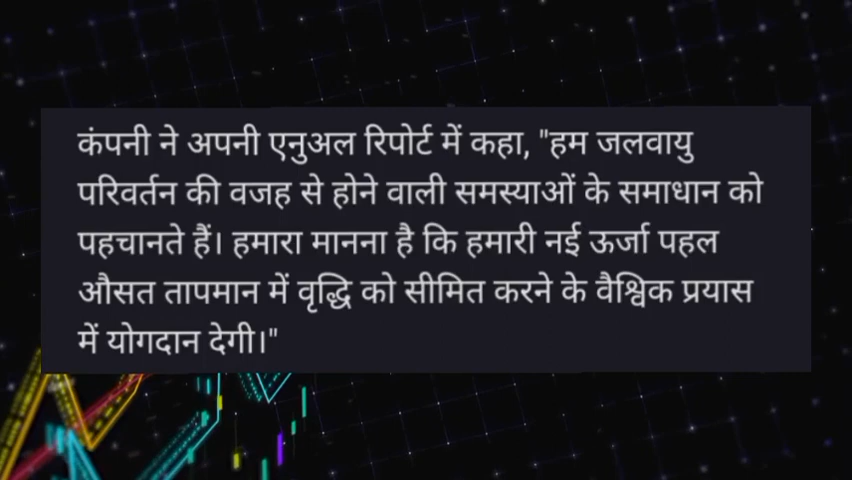 कंपनी ने अपनी एनुअल रिपोर्ट में कहा, "हम जलवायु
परिवर्तन की वजह से होने वाली समस्याओं के समाधान को
पहचानते हैं। हमारा मानना है कि हमारी नई ऊर्जा पहल
औसत तापमान में वृद्धि को सीमित करने के वैश्विक प्रयास
में योगदान देगी।"